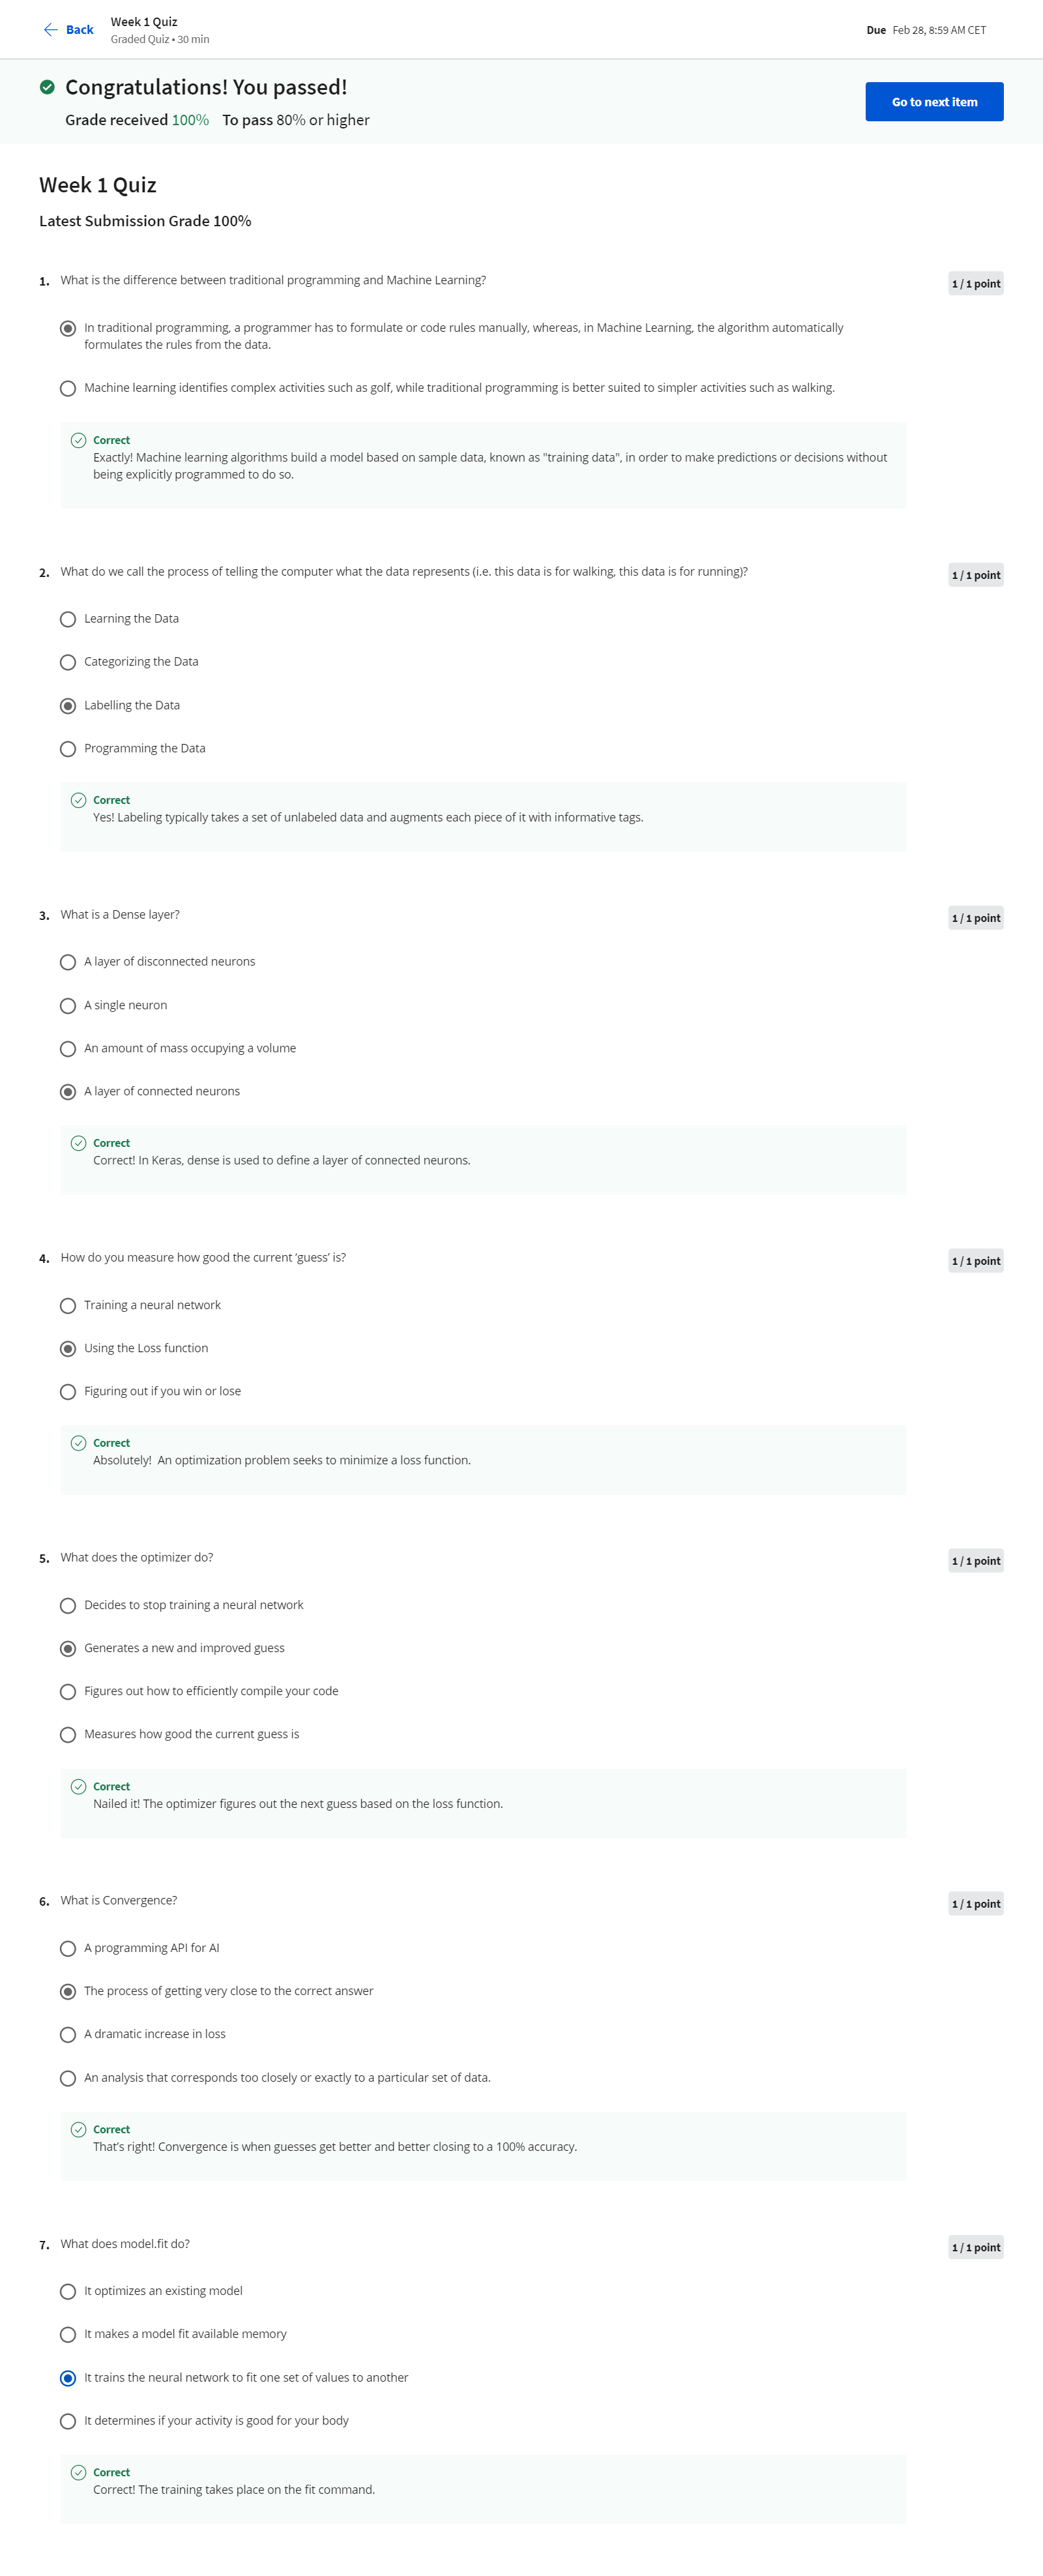 Back
Week 1 Quiz
Graded Quiz • 30 min
Due Feb 28, 8:59 AM CET
Congratulations! You passed!
Grade received 100% To pass 80% or higher
Go to next item
Week 1 Quiz
Latest Submission Grade 100%
1. What is the difference between traditional programming and Machine Learning?
1 / 1 point
In traditional programming, a programmer has to formulate or code rules manually, whereas, in Machine Learning, the algorithm automatically
formulates the rules from the data.
Machine learning identifies complex activities such as golf, while traditional programming is better suited to simpler activities such as walking.
Correct
Exactly! Machine learning algorithms build a model based on sample data, known as "training data", in order to make predictions or decisions without
being explicitly programmed to do so.
2. What do we call the process of telling the computer what the data represents (i.e. this data is for walking, this data is for running)?
1 / 1 point
Learning the Data
Categorizing the Data
Labelling the Data
Programming the Data
Correct
Yes! Labeling typically takes a set of unlabeled data and augments each piece of it with informative tags.
3. What is a Dense layer?
1 / 1 point
A layer of disconnected neurons
A single neuron
An amount of mass occupying a volume
A layer of connected neurons
Correct
Correct! In Keras, dense is used to define a layer of connected neurons.
4. How do you measure how good the current ‘guess’ is?
1 / 1 point
Training a neural network
Using the Loss function
Figuring out if you win or lose
Correct
Absolutely! An optimization problem seeks to minimize a loss function.
5. What does the optimizer do?
1 / 1 point
Decides to stop training a neural network
Generates a new and improved guess
Figures out how to efficiently compile your code
Measures how good the current guess is
Correct
Nailed it! The optimizer figures out the next guess based on the loss function.
6. What is Convergence?
1 / 1 point
A programming API for AI
The process of getting very close to the correct answer
A dramatic increase in loss
An analysis that corresponds too closely or exactly to a particular set of data.
Correct
That’s right! Convergence is when guesses get better and better closing to a 100% accuracy.
7. What does model.fit do?
1 / 1 point
It optimizes an existing model
It makes a model fit available memory
It trains the neural network to fit one set of values to another
It determines if your activity is good for your body
Correct
Correct! The training takes place on the fit command.